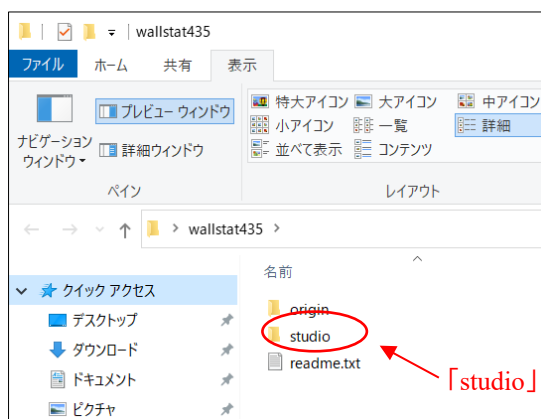 wallstat435
ファイル ホーム 共有 表示
ナビゲーション
ウィンドウ
プレビュー ウィンドウ
詳細ウィンドウ
ペイン
特大アイコン 大アイコン 中アイコン
小アイコン 一覧 詳細
並べて表示 コンテンツ
レイアウト
wallstat435
名前
クイック アクセス
デスクトップ
ダウンロード
ドキュメント
ピクチャ
origin
studio
readme.txt
「studio」